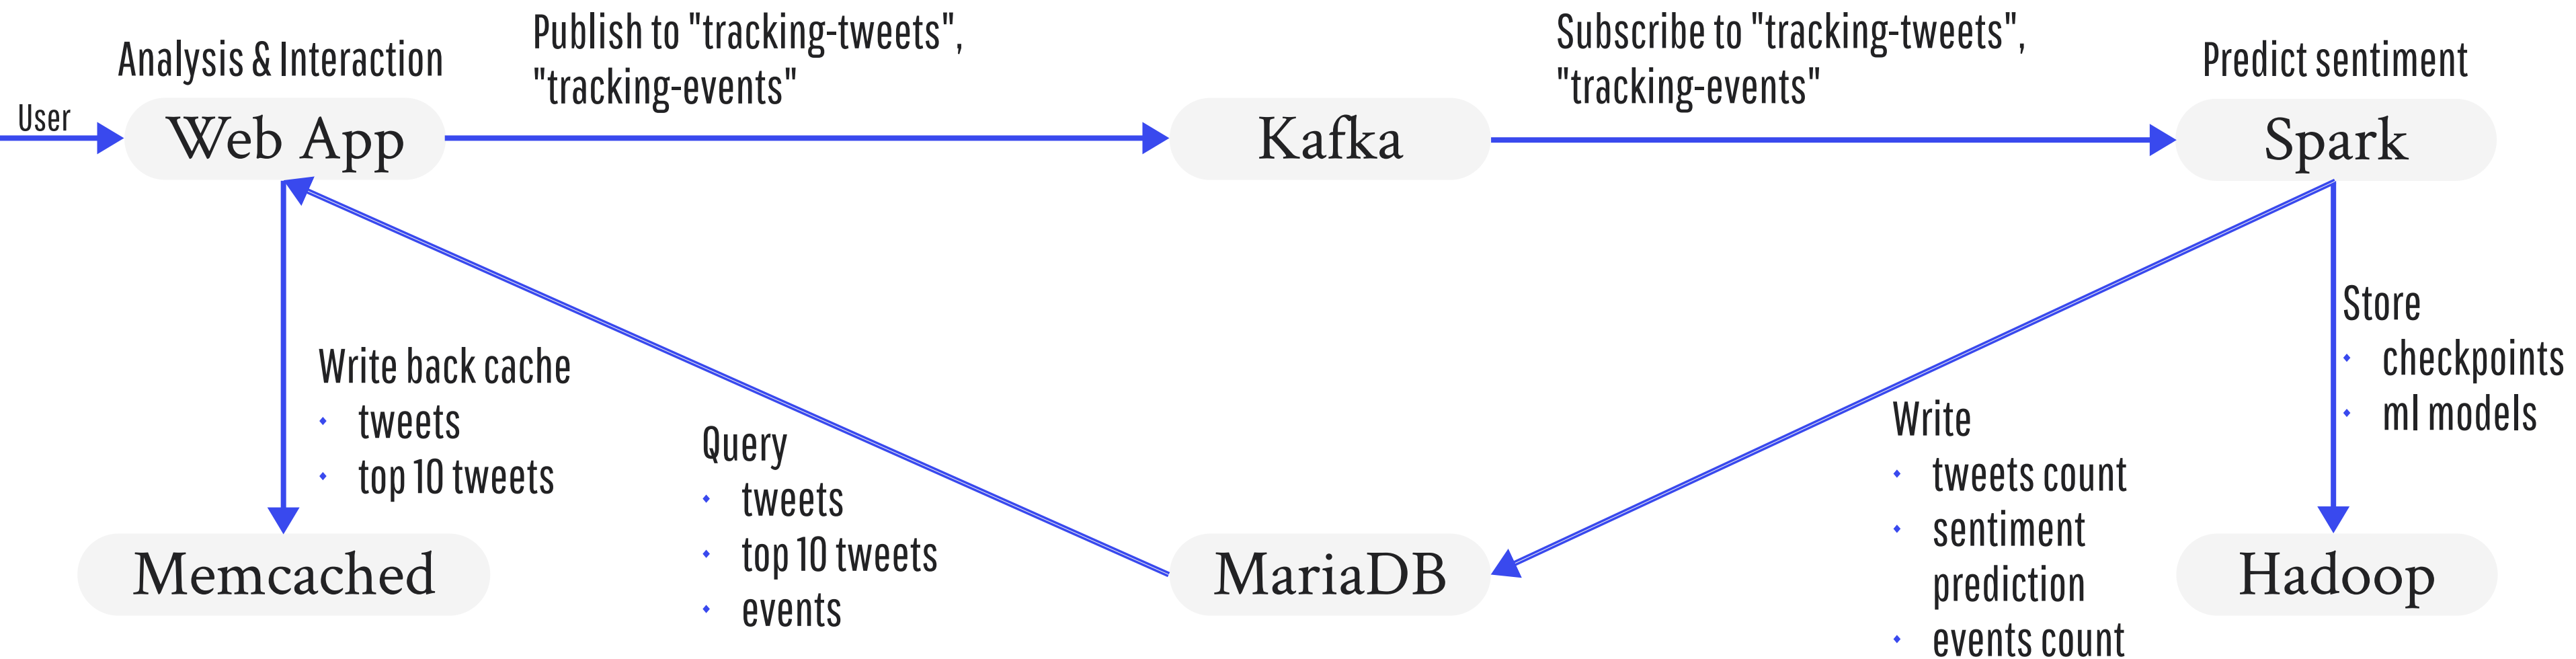 Analysis & Interaction
User
Web App
Publish to "tracking-tweets",
"tracking-events"
Kafka
Subscribe to "tracking-tweets",
"tracking-events"
Predict sentiment
Spark
Write back cache
• tweets
• top 10 tweets
Memcached
Query
• tweets
• top 10 tweets
• events
MariaDB
Write
• tweets count
• sentiment
prediction
• events count
Store
• checkpoints
• ml models
Hadoop